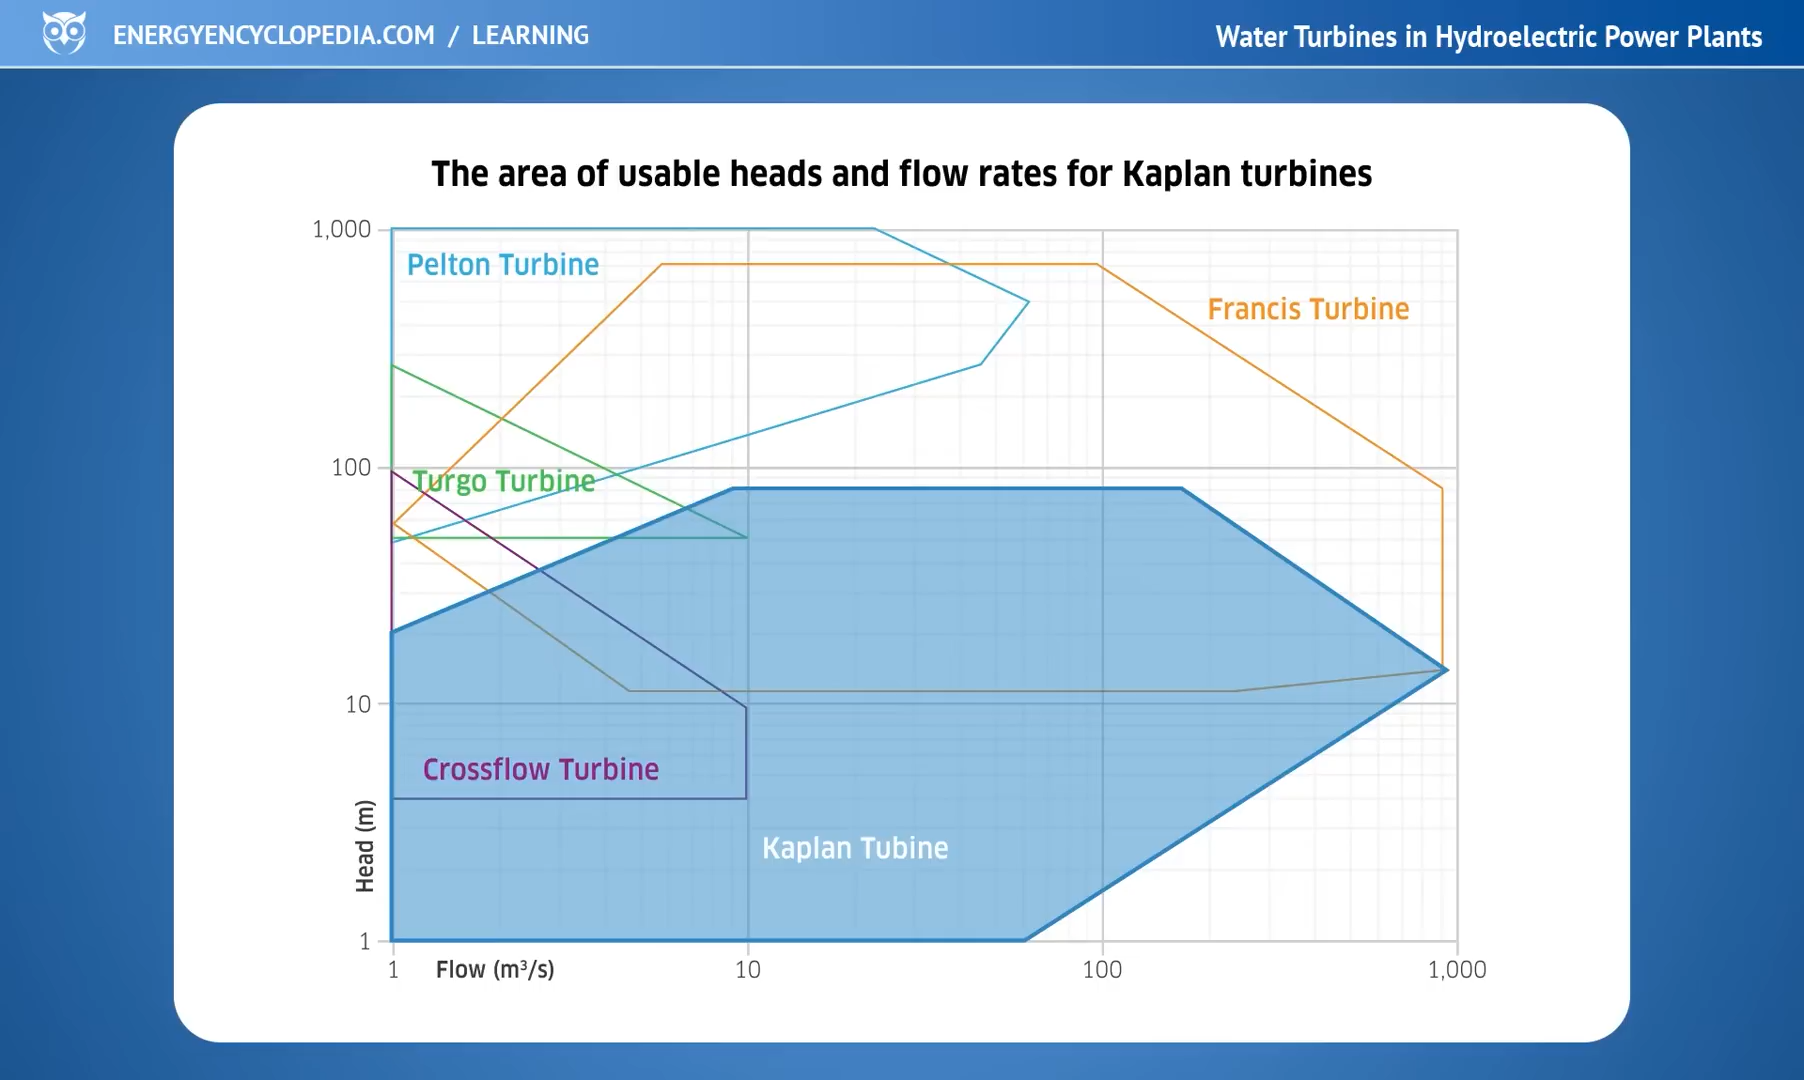 ENERGYENCYCLOPEDIA.COM / LEARNING
Water Turbines in Hydroelectric Power Plants
The area of usable heads and flow rates for Kaplan turbines
1,000
Pelton Turbine
Francis Turbine
100
Turgo Turbine
10
Crossflow Turbine
Head (m)
Kaplan Tubine
1
1
Flow (m³/s)
10
100
1,000